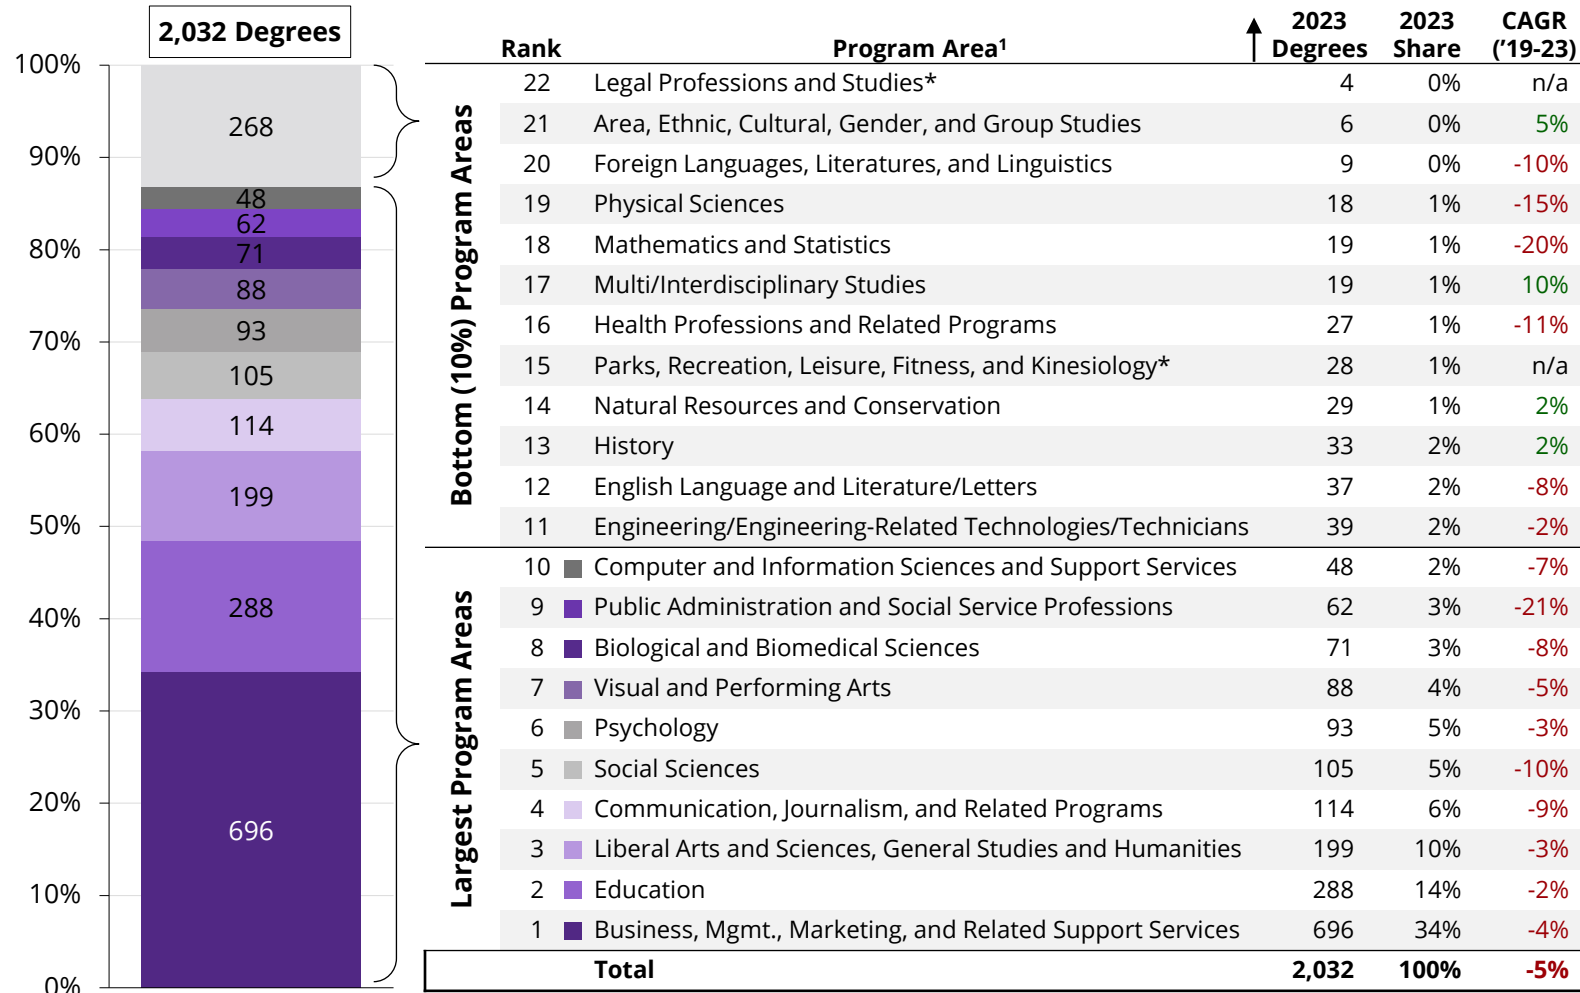 2,032 Degrees
100%
90%
80%
70%
60%
50%
40%
30%
20%
10%
0%
268
48
62
71
88
93
105
114
199
288
696
Bottom (10%) Program Areas
Largest Program Areas
Rank Program Area¹ 2023 Degrees 2023 Share CAGR ('19-23)
22 Legal Professions and Studies* 4 0% n/a
21 Area, Ethnic, Cultural, Gender, and Group Studies 6 0% 5%
20 Foreign Languages, Literatures, and Linguistics 9 0% -10%
19 Physical Sciences 18 1% -15%
18 Mathematics and Statistics 19 1% -20%
17 Multi/Interdisciplinary Studies 19 1% 10%
16 Health Professions and Related Programs 27 1% -11%
15 Parks, Recreation, Leisure, Fitness, and Kinesiology* 28 1% n/a
14 Natural Resources and Conservation 29 1% 2%
13 History 33 2% 2%
12 English Language and Literature/Letters 37 2% -8%
11 Engineering/Engineering-Related Technologies/Technicians 39 2% -2%
10 Computer and Information Sciences and Support Services 48 2% -7%
9 Public Administration and Social Service Professions 62 3% -21%
8 Biological and Biomedical Sciences 71 3% -8%
7 Visual and Performing Arts 88 4% -5%
6 Psychology 93 5% -3%
5 Social Sciences 105 5% -10%
4 Communication, Journalism, and Related Programs 114 6% -9%
3 Liberal Arts and Sciences, General Studies and Humanities 199 10% -3%
2 Education 288 14% -2%
1 Business, Mgmt., Marketing, and Related Support Services 696 34% -4%
Total 2,032 100% -5%